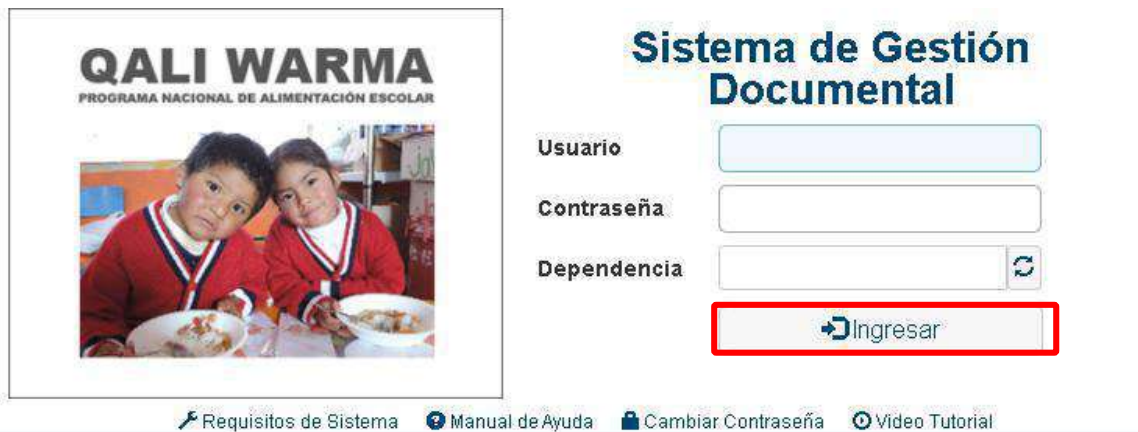 QALI WARMA
PROGRAMA NACIONAL DE ALIMENTACIÓN ESCOLAR
Sistema de Gestión
Documental
Usuario
Contraseña
Dependencia
Ingresar
Requisitos de Sistema Manual de Ayuda Cambiar Contraseña Video Tutorial